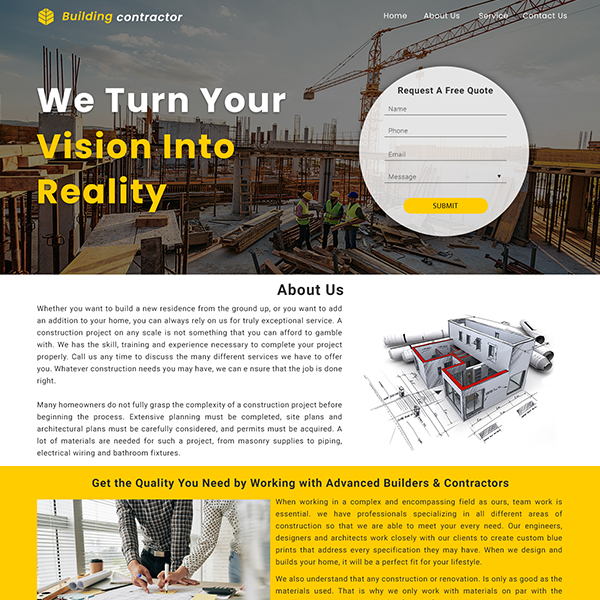 Building contractor
Home About Us Service Contact Us
We Turn Your
Vision Into
Reality
Request A Free Quote
Name
Phone
Email
Message
SUBMIT
About Us
Whether you want to build a new residence from the ground up, or you want to add
an addition to your home, you can always rely on us for truly exceptional service. A
construction project on any scale is not something that you can afford to gamble
with. We has the skill, training and experience necessary to complete your project
properly. Call us any time to discuss the many different services we have to offer
you. Whatever construction needs you may have, we can e nsure that the job is done
right.
Many homeowners do not fully grasp the complexity of a construction project before
beginning the process. Extensive planning must be completed, site plans and
architectural plans must be carefully considered, and permits must be acquired. A
lot of materials are needed for such a project, from masonry supplies to piping,
electrical wiring and bathroom fixtures.
Get the Quality You Need by Working with Advanced Builders & Contractors
When working in a complex and encompassing field as ours, team work is
essential. we have professionals specializing in all different areas of
construction so that we are able to meet your every need. Our engineers,
designers and architects work closely with our clients to create custom blue
prints that address every specification they may have. When we design and
builds your home, it will be a perfect fit for your lifestyle.
We also understand that any construction or renovation. Is only as good as the
materials used. That is why we only work with materials on par with the